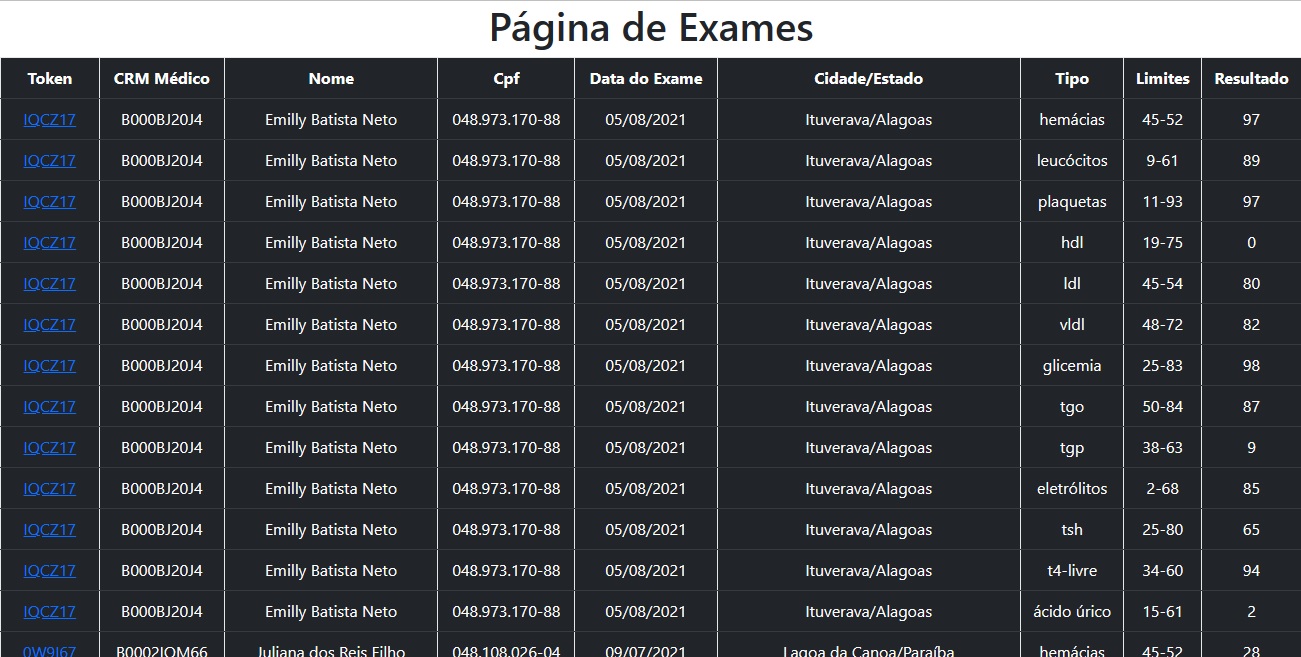 Página de Exames
Token CRM Médico Nome Cpf Data do Exame Cidade/Estado Tipo Limites Resultado
IQCZ17 B000BJ20J4 Emilly Batista Neto 048.973.170-88 05/08/2021 Ituverava/Alagoas hemácias 45-52 97
IQCZ17 B000BJ20J4 Emilly Batista Neto 048.973.170-88 05/08/2021 Ituverava/Alagoas leucócitos 9-61 89
IQCZ17 B000BJ20J4 Emilly Batista Neto 048.973.170-88 05/08/2021 Ituverava/Alagoas plaquetas 11-93 97
IQCZ17 B000BJ20J4 Emilly Batista Neto 048.973.170-88 05/08/2021 Ituverava/Alagoas hdl 19-75 0
IQCZ17 B000BJ20J4 Emilly Batista Neto 048.973.170-88 05/08/2021 Ituverava/Alagoas ldl 45-54 80
IQCZ17 B000BJ20J4 Emilly Batista Neto 048.973.170-88 05/08/2021 Ituverava/Alagoas vldl 48-72 82
IQCZ17 B000BJ20J4 Emilly Batista Neto 048.973.170-88 05/08/2021 Ituverava/Alagoas glicemia 25-83 98
IQCZ17 B000BJ20J4 Emilly Batista Neto 048.973.170-88 05/08/2021 Ituverava/Alagoas tgo 50-84 87
IQCZ17 B000BJ20J4 Emilly Batista Neto 048.973.170-88 05/08/2021 Ituverava/Alagoas tgp 38-63 9
IQCZ17 B000BJ20J4 Emilly Batista Neto 048.973.170-88 05/08/2021 Ituverava/Alagoas eletrólitos 2-68 85
IQCZ17 B000BJ20J4 Emilly Batista Neto 048.973.170-88 05/08/2021 Ituverava/Alagoas tsh 25-80 65
IQCZ17 B000BJ20J4 Emilly Batista Neto 048.973.170-88 05/08/2021 Ituverava/Alagoas t4-livre 34-60 94
IQCZ17 B000BJ20J4 Emilly Batista Neto 048.973.170-88 05/08/2021 Ituverava/Alagoas ácido úrico 15-61 2
0W9I67 B0002IQM66 Juliana dos Reis Filho 048.108.026-04 09/07/2021 Lagoa da Canoa/Paraíba hemácias 45-52 28